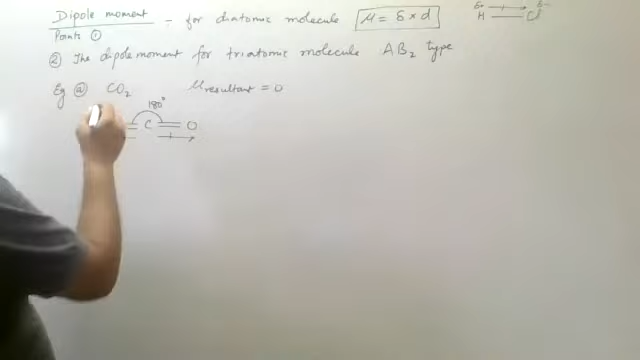 Dipole moment - for diatomic molecule μ = δ × d
δ+ δ-
H — Cl
Points ①
② The dipole moment for triatomic molecule AB₂ type
Eg ⓐ CO₂ μresultant = 0
180°
= C = O